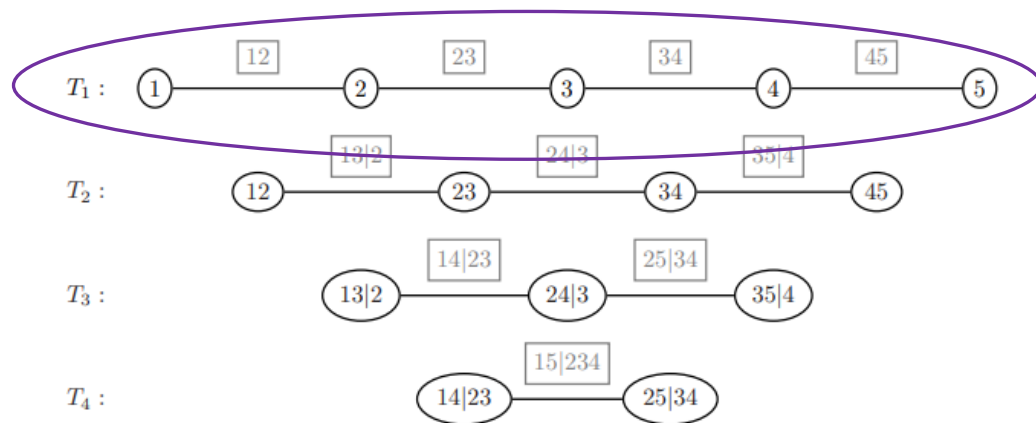 12 23 34 45
T₁ : 1 2 3 4 5
13|2 24|3 35|4
T₂ : 12 23 34 45
14|23 25|34
T₃ : 13|2 24|3 35|4
15|234
T₄ : 14|23 25|34